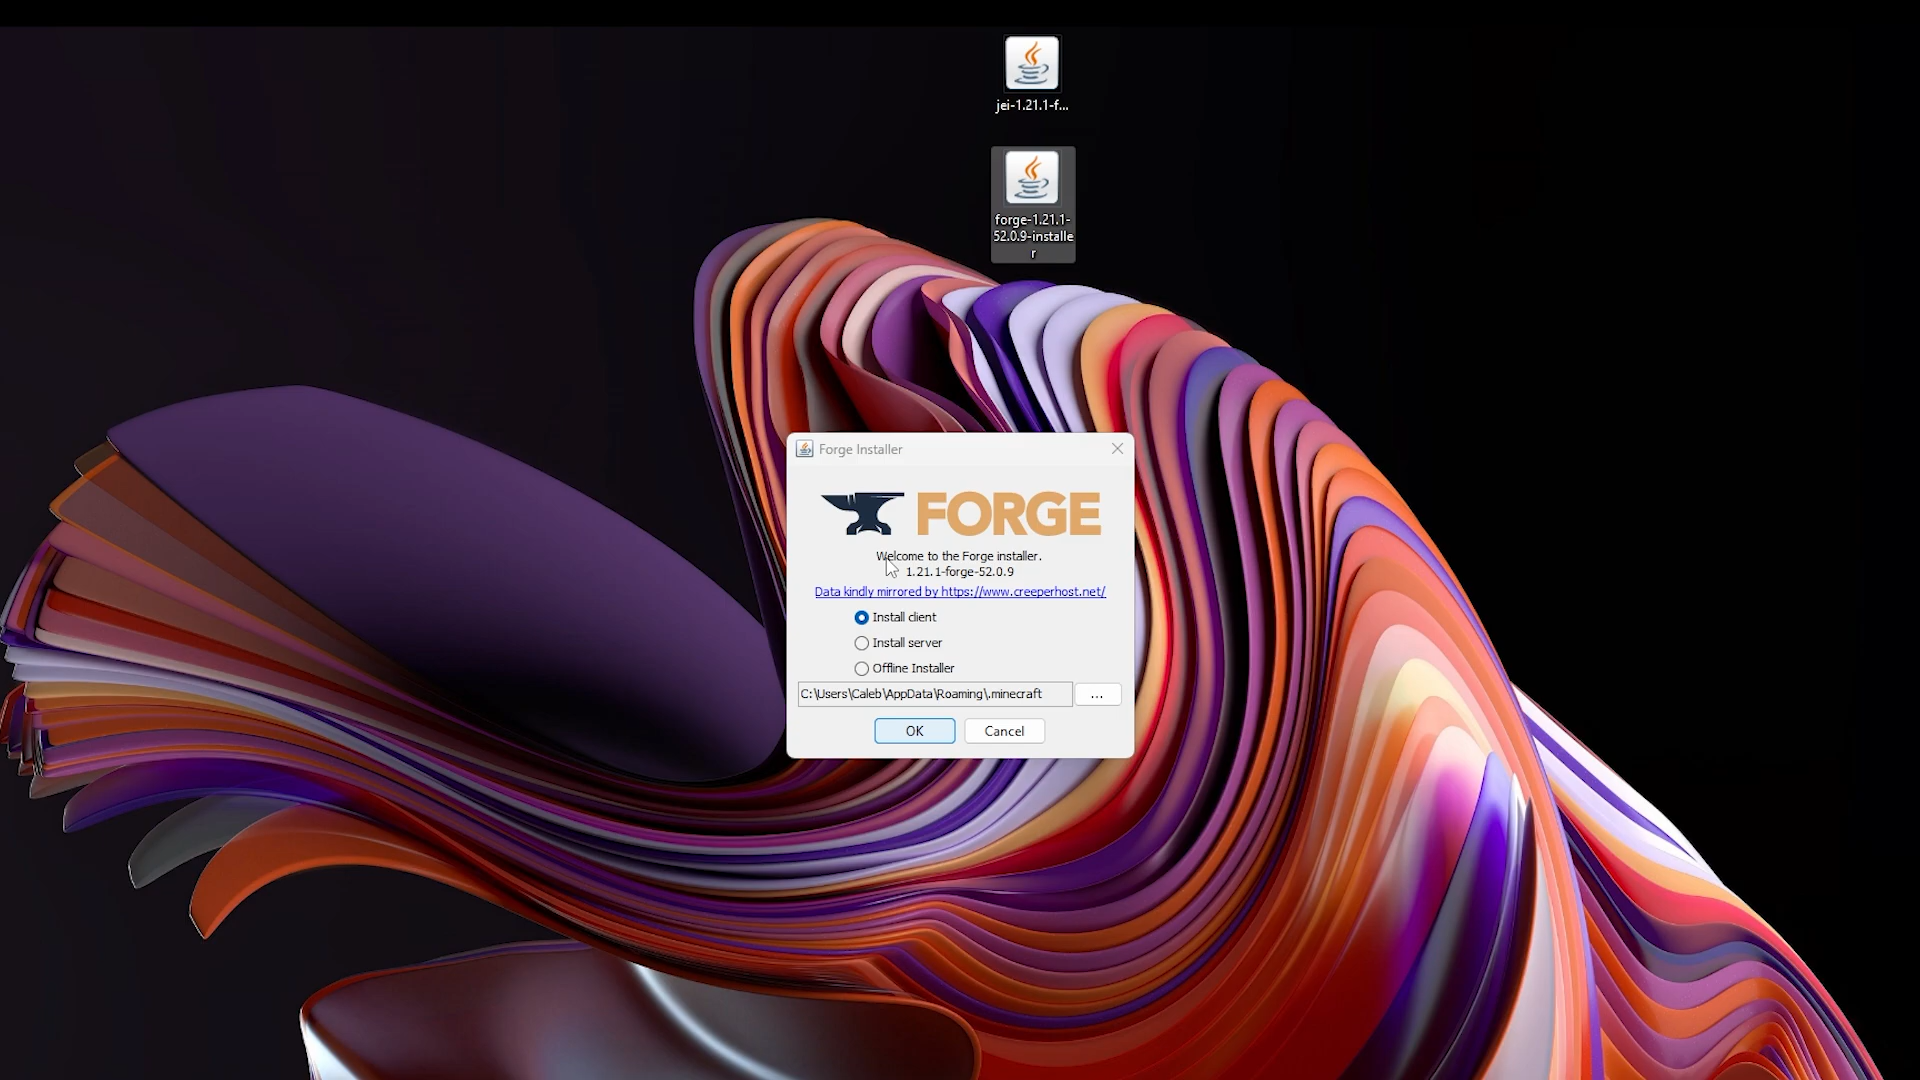 jei-1.21.1-f...
forge-1.21.1-
52.0.9-installe
r
Forge Installer
FORGE
Welcome to the Forge installer.
1.21.1-forge-52.0.9
Data kindly mirrored by https://www.creeperhost.net/
Install client
Install server
Offline Installer
C:\Users\Caleb\AppData\Roaming\.minecraft
...
OK
Cancel